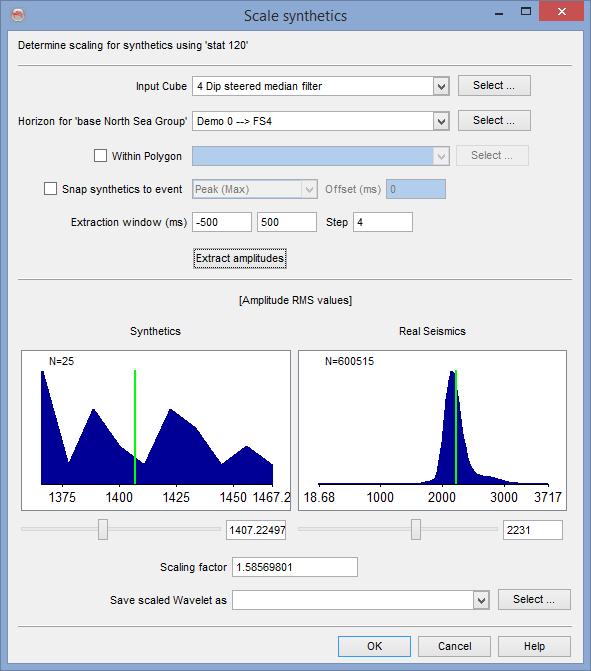 Scale synthetics
Determine scaling for synthetics using 'stat 120'
Input Cube 4 Dip steered median filter Select ...
Horizon for 'base North Sea Group' Demo 0 --> FS4 Select ...
Within Polygon Select ...
Snap synthetics to event Peak (Max) Offset (ms) 0
Extraction window (ms) -500 500 Step 4
Extract amplitudes
[Amplitude RMS values]
Synthetics Real Seismics
N=25 N=600515
1375 1400 1425 1450 1467.2 18.68 1000 2000 3000 3717
1407.22497 2231
Scaling factor 1.58569801
Save scaled Wavelet as Select ...
OK Cancel Help